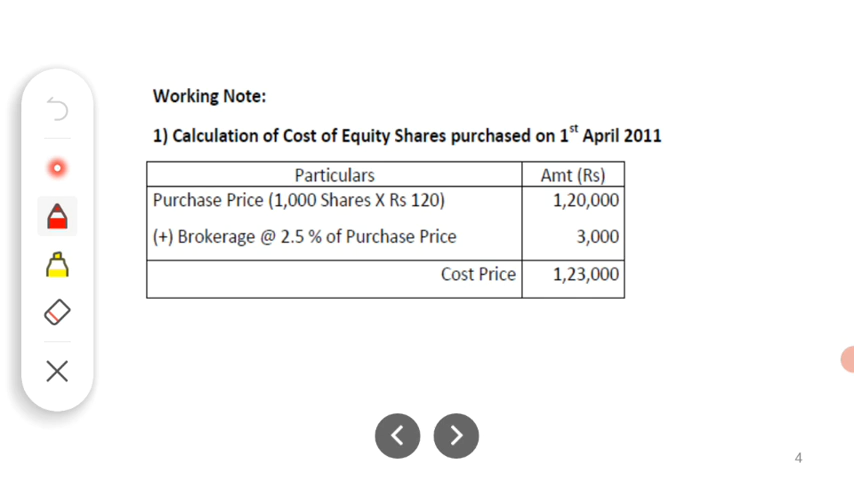 Working Note:
1) Calculation of Cost of Equity Shares purchased on 1st April 2011
Particulars Amt (Rs)
Purchase Price (1,000 Shares X Rs 120) 1,20,000
(+) Brokerage @ 2.5 % of Purchase Price 3,000
Cost Price 1,23,000
4